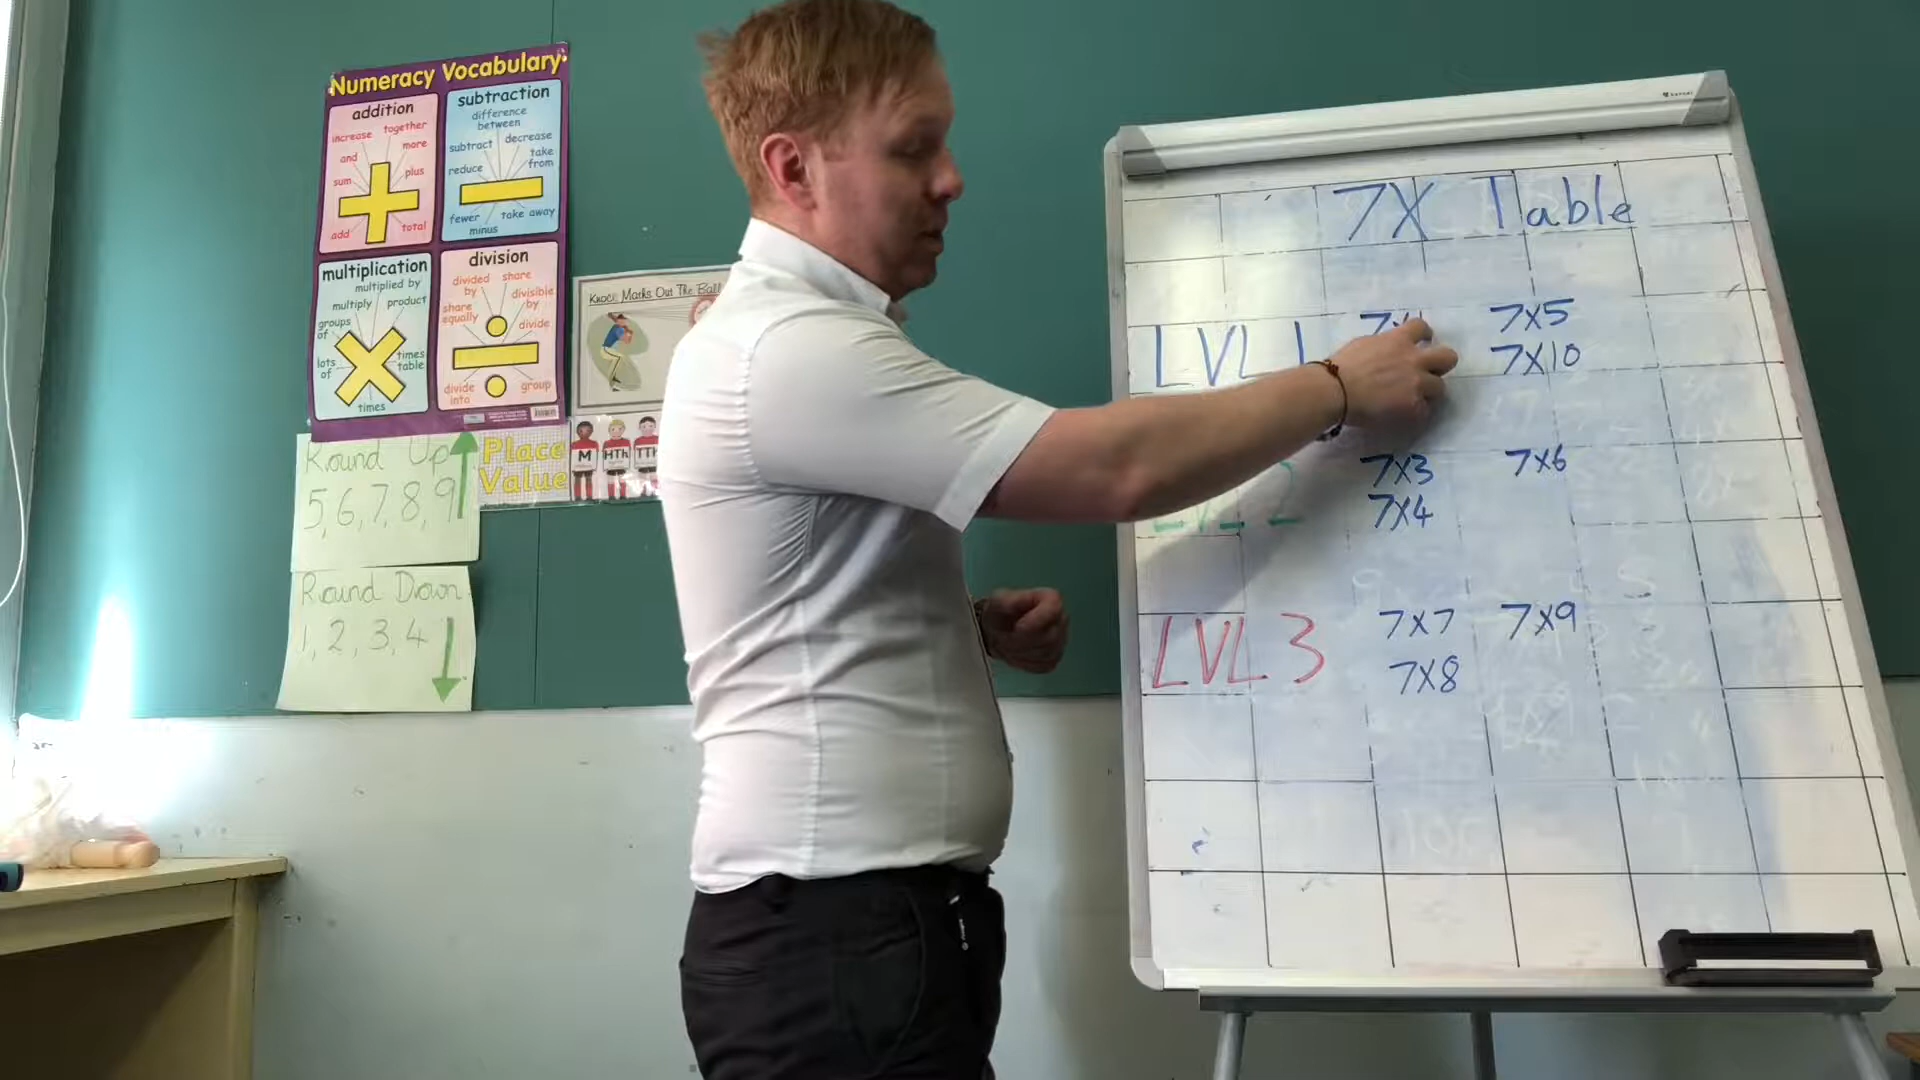 Numeracy Vocabulary
addition
increase together
and more
sum plus
add total
subtraction
difference between
subtract decrease
reduce take from
fewer take away
minus
multiplication
multiplied by
multiply product
groups of
lots of times table
times
division
divided by share
share equally divisible by
divide
divide into group
Knock Marks Out The Ball
Place Value
M HTh TTh
Round Up
5, 6, 7, 8, 9
Round Down
1, 2, 3, 4
7X Table
LVL 1 7X1 7X5
7X10
LVL 2 7X3 7X6
7X4
LVL 3 7X7 7X9
7X8